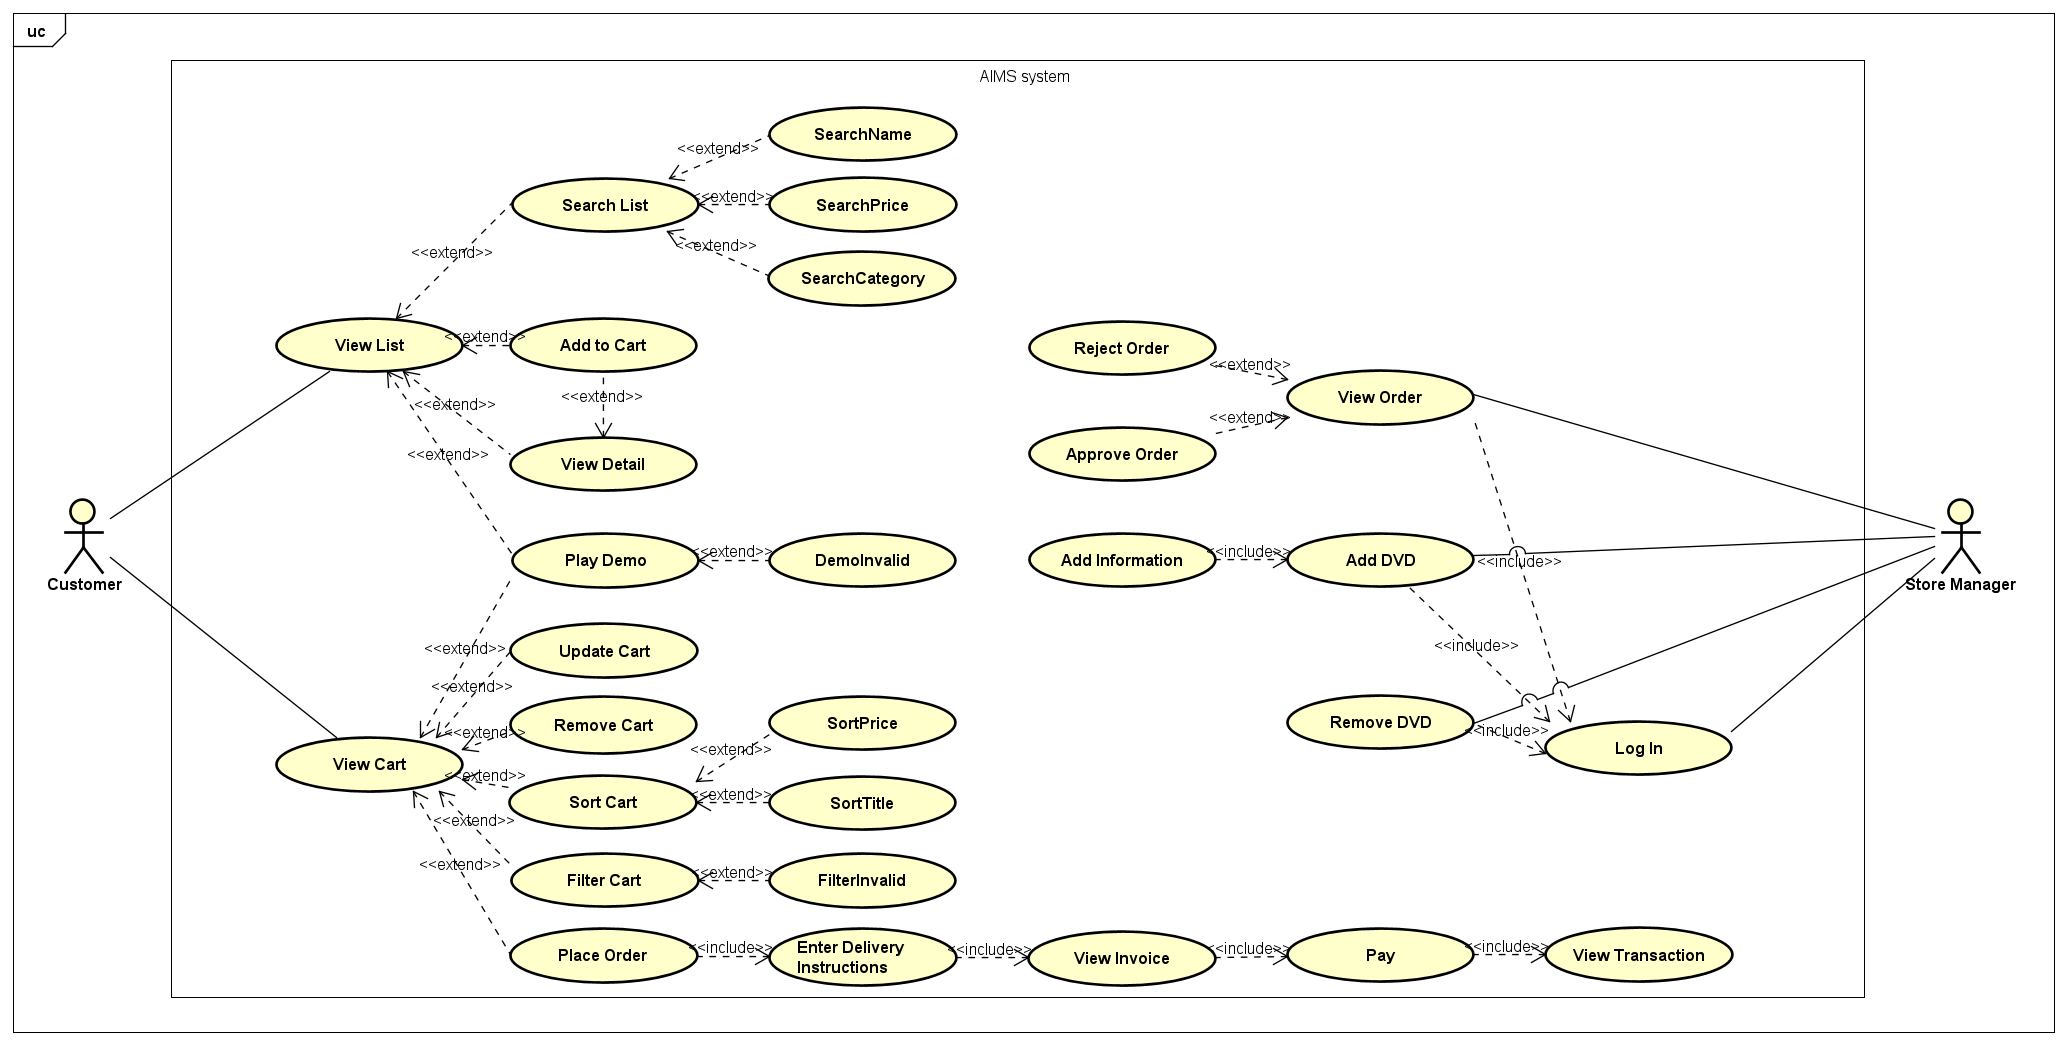 uc
AIMS system
SearchName
<<extend>>
Search List
<<extend>>
SearchPrice
<<extend>>
<<extend>>
SearchCategory
View List
<<extend>>
Add to Cart
Reject Order
<<extend>>
<<extend>>
<<extend>>
View Order
<<extend>>
<<extend>>
Approve Order
View Detail
Customer
Play Demo
<<extend>>
DemoInvalid
Add Information
<<include>>
Add DVD
<<include>>
Store Manager
<<extend>>
Update Cart
<<include>>
<<extend>>
Remove Cart
<<extend>>
SortPrice
Remove DVD
<<include>>
<<extend>>
Log In
View Cart
<<extend>>
Sort Cart
<<extend>>
SortTitle
<<extend>>
<<extend>>
Filter Cart
<<extend>>
FilterInvalid
Place Order
<<include>>
Enter Delivery
Instructions
<<include>>
View Invoice
<<include>>
Pay
<<include>>
View Transaction